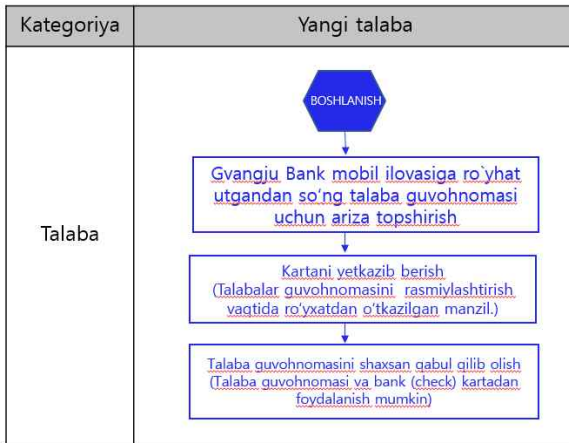 Kategoriya
Yangi talaba
Talaba
BOSHLANISH
Gvangju Bank mobil ilovasiga ro`yhat
utgandan so‘ng talaba guvohnomasi
uchun ariza topshirish
Kartani yetkazib berish
(Talabalar guvohnomasini rasmiylashtirish
vaqtida ro‘yxatdan o‘tkazilgan manzil.)
Talaba guvohnomasini shaxsan qabul qilib olish
(Talaba guvohnomasi va bank (check) kartadan
foydalanish mumkin)